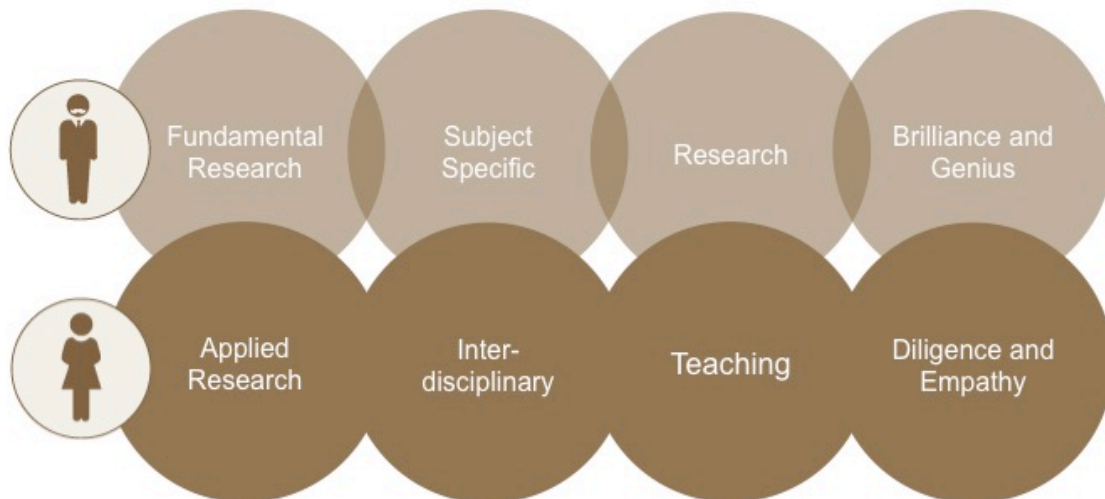 Fundamental
Research
Subject
Specific
Research
Brilliance and
Genius
Applied
Research
Inter-
disciplinary
Teaching
Diligence and
Empathy